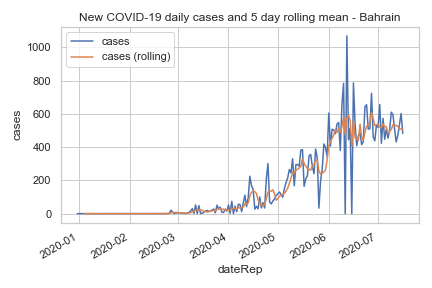 New COVID-19 daily cases and 5 day rolling mean - Bahrain
cases
cases (rolling)
1000
800
600
400
200
0
cases
2020-01
2020-02
2020-03
2020-04
2020-05
2020-06
2020-07
dateRep